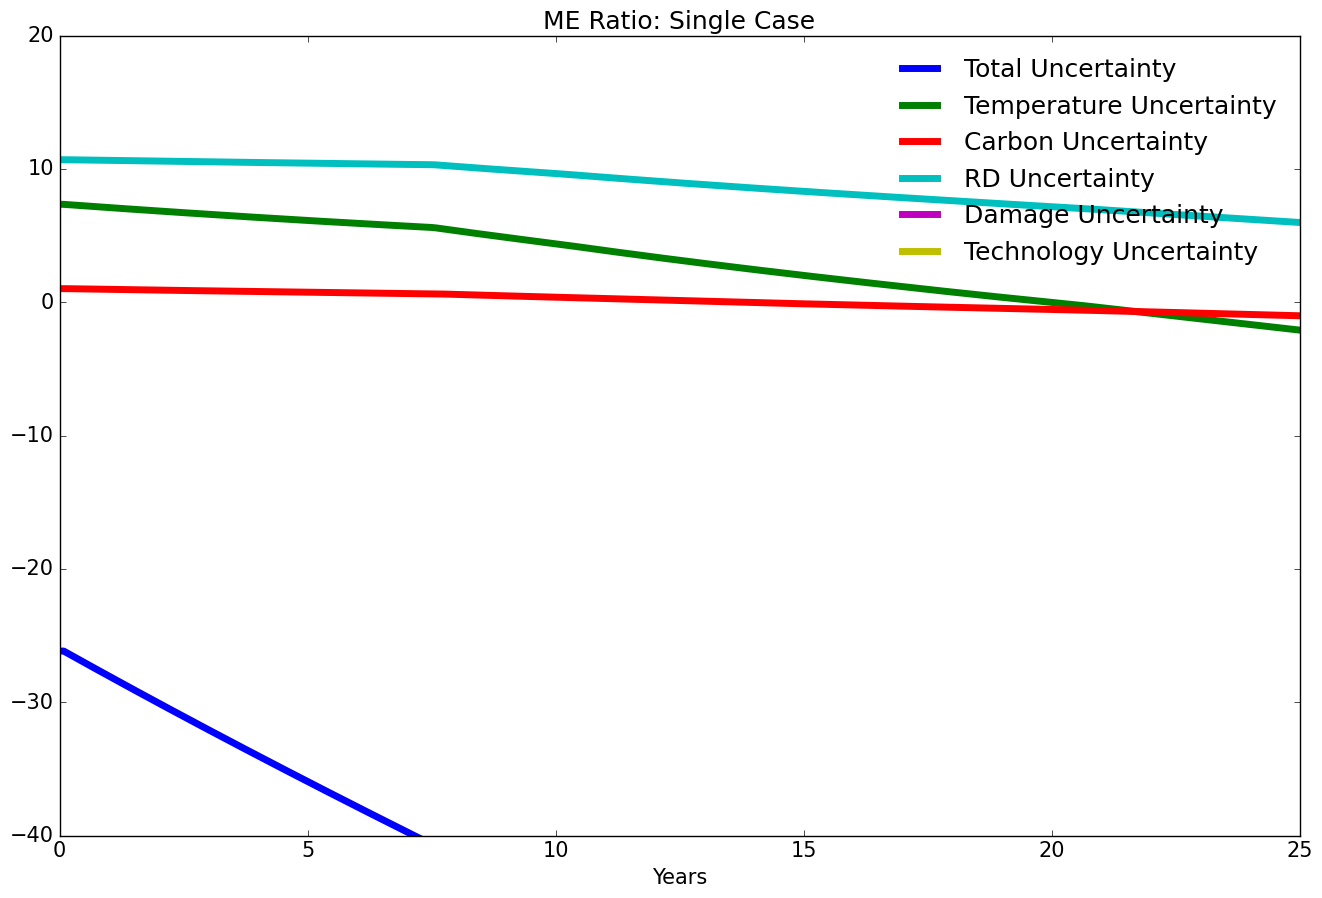 ME Ratio: Single Case
20
10
0
−10
−20
−30
−40
Total Uncertainty
Temperature Uncertainty
Carbon Uncertainty
RD Uncertainty
Damage Uncertainty
Technology Uncertainty
0 5 10 15 20 25
Years